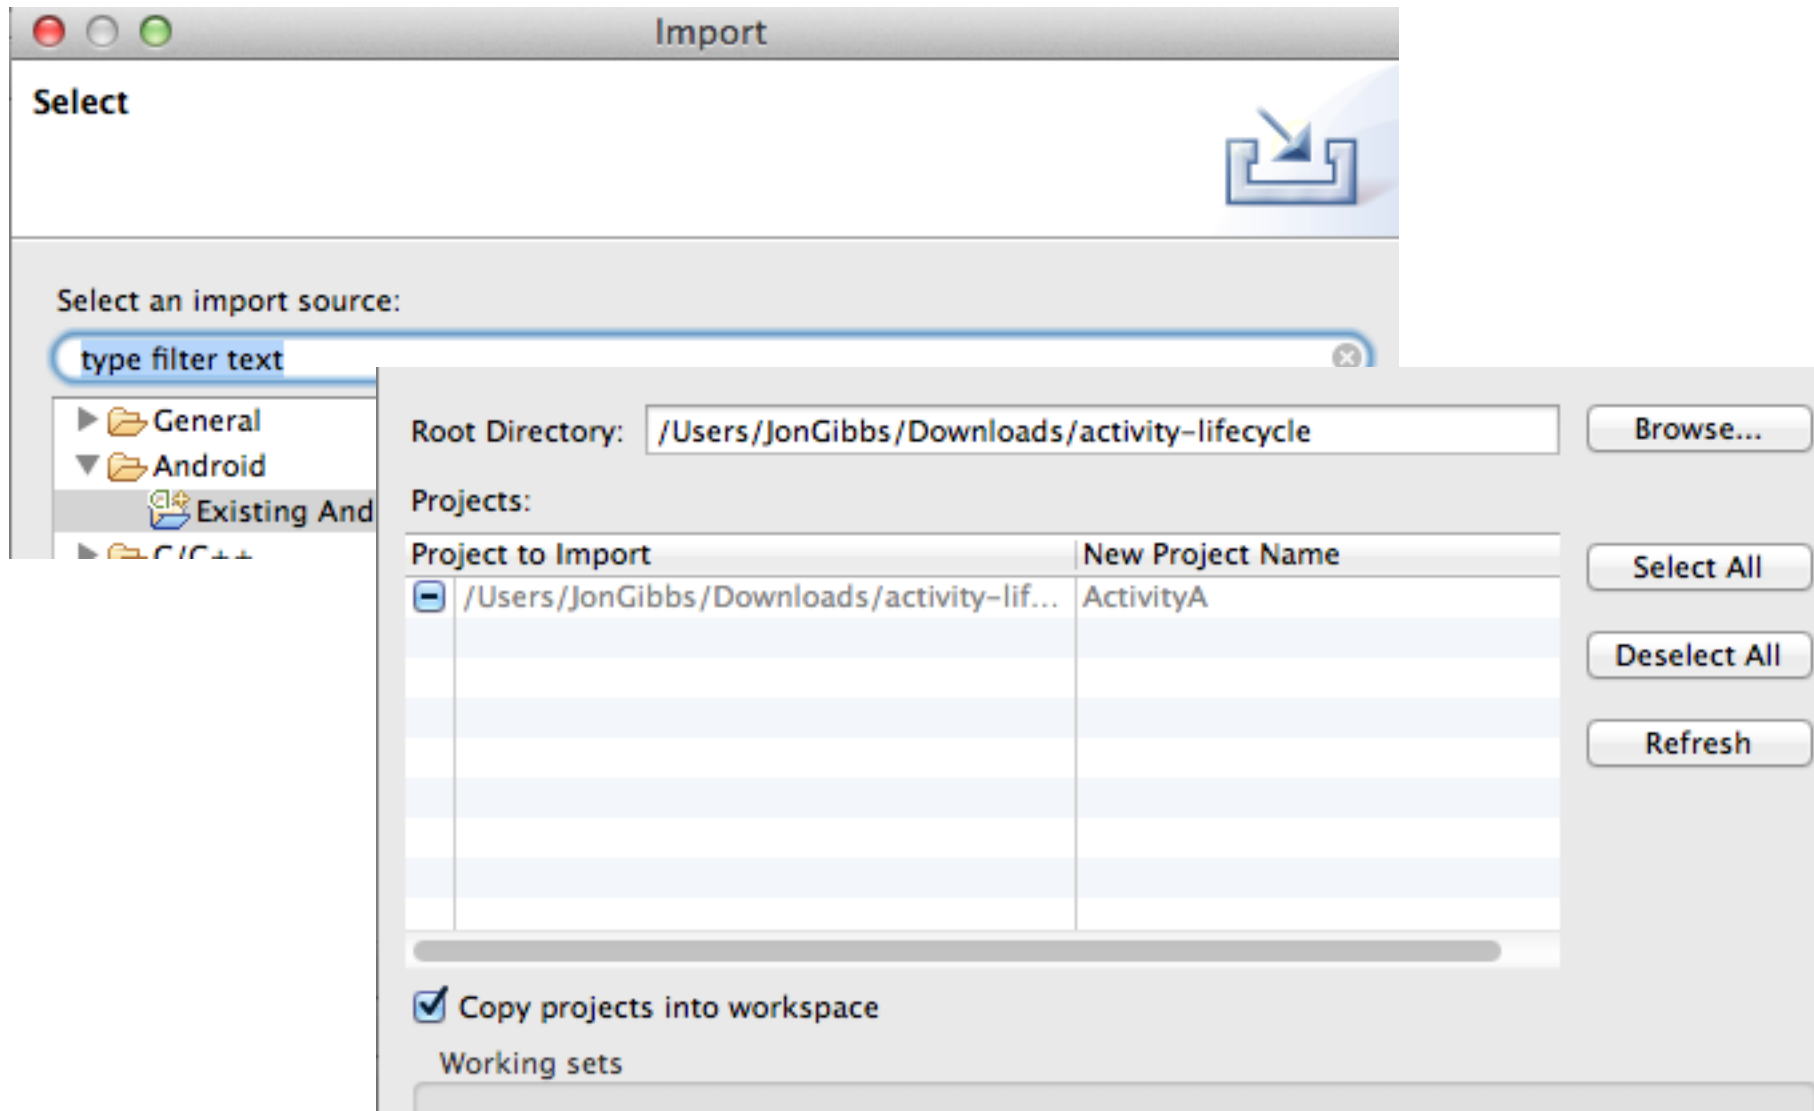 Import
Select
Select an import source:
type filter text
General
Android
Existing And
C/C++
Root Directory: /Users/JonGibbs/Downloads/activity-lifecycle Browse...
Projects:
Project to Import New Project Name
/Users/JonGibbs/Downloads/activity-lif... ActivityA
Select All
Deselect All
Refresh
Copy projects into workspace
Working sets